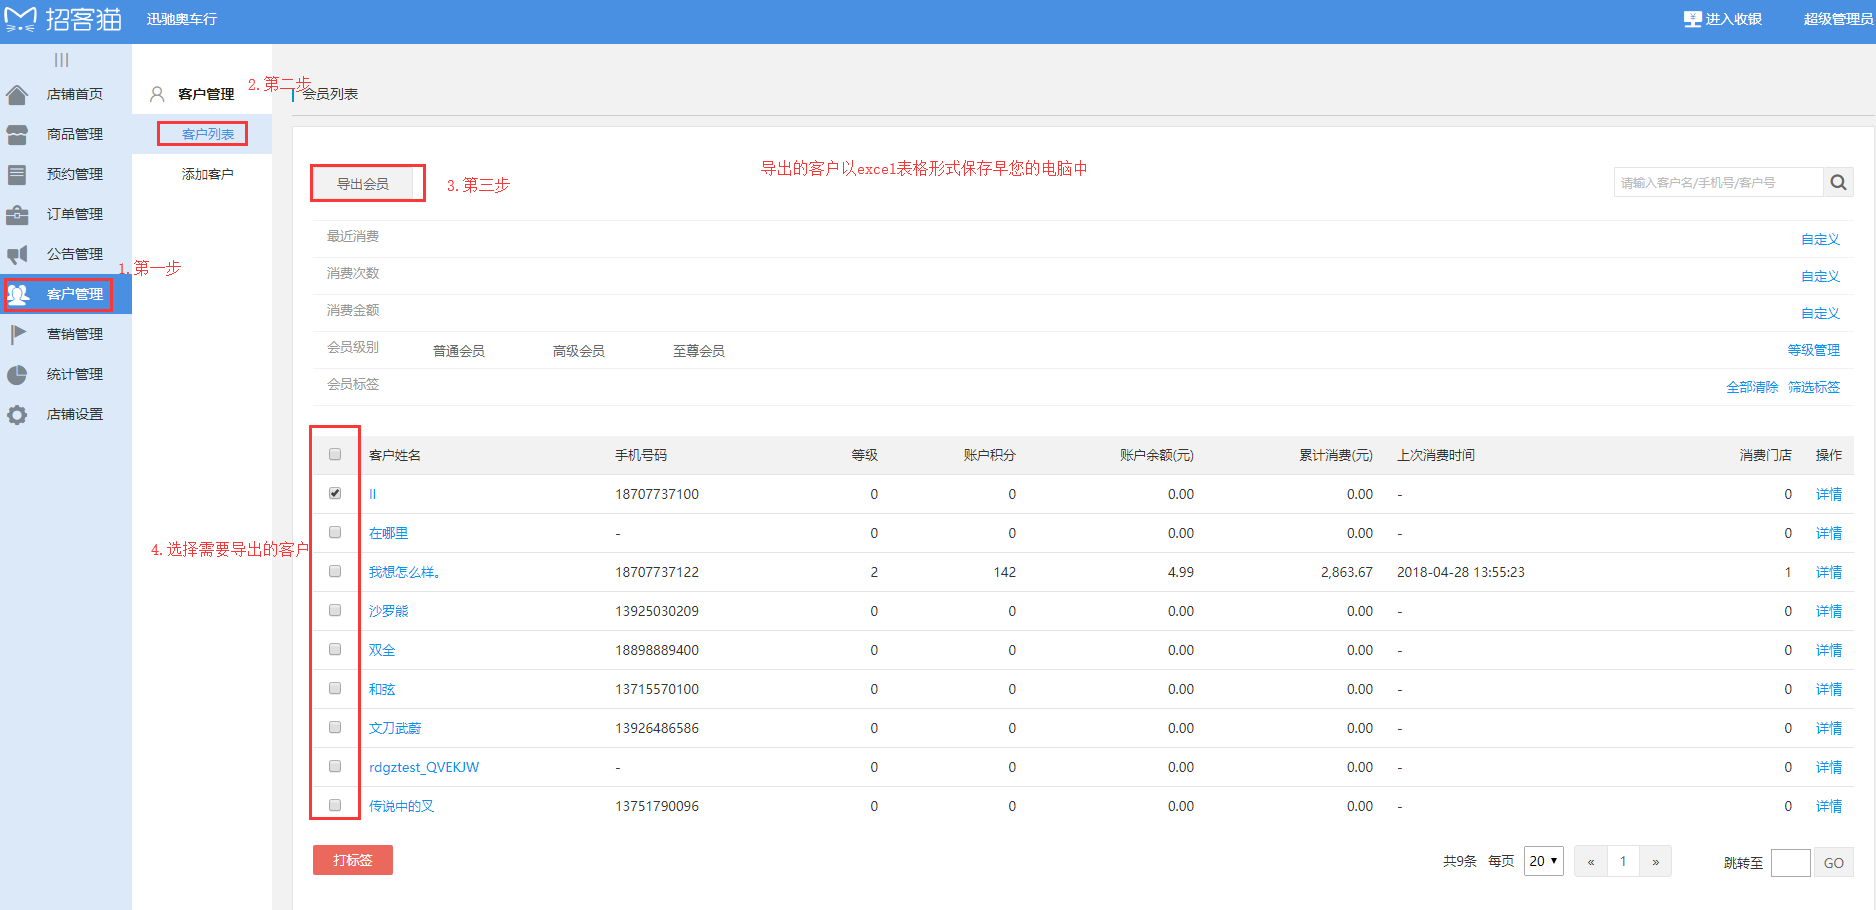 招客猫 迅驰奥车行 进入收银 超级管理员
店铺首页
商品管理
预约管理
订单管理
公告管理
客户管理
营销管理
统计管理
店铺设置
1.第一步
客户管理
2.第二步
客户列表
添加客户
会员列表
导出会员
3.第三步
导出的客户以excel表格形式保存早您的电脑中
请输入客户名/手机号/客户号
最近消费 自定义
消费次数 自定义
消费金额 自定义
会员级别 普通会员 高级会员 至尊会员 等级管理
会员标签 全部清除 筛选标签
4.选择需要导出的客户
客户姓名 手机号码 等级 账户积分 账户余额(元) 累计消费(元) 上次消费时间 消费门店 操作
ll 18707737100 0 0 0.00 0.00 - 0 详情
在哪里 - 0 0 0.00 0.00 - 0 详情
我想怎么样。 18707737122 2 142 4.99 2,863.67 2018-04-28 13:55:23 1 详情
沙罗熊 13925030209 0 0 0.00 0.00 - 0 详情
双全 18898889400 0 0 0.00 0.00 - 0 详情
和弦 13715570100 0 0 0.00 0.00 - 0 详情
文刀武蔚 13926486586 0 0 0.00 0.00 - 0 详情
rdgztest_QVEKJW - 0 0 0.00 0.00 - 0 详情
传说中的叉 13751790096 0 0 0.00 0.00 - 0 详情
打标签
共9条 每页 20 « 1 » 跳转至 GO